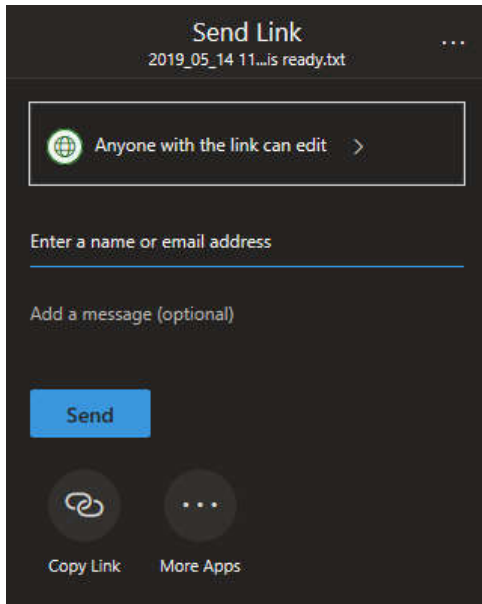 Send Link
2019_05_14 11...is ready.txt
Anyone with the link can edit
Enter a name or email address
Add a message (optional)
Send
Copy Link
More Apps